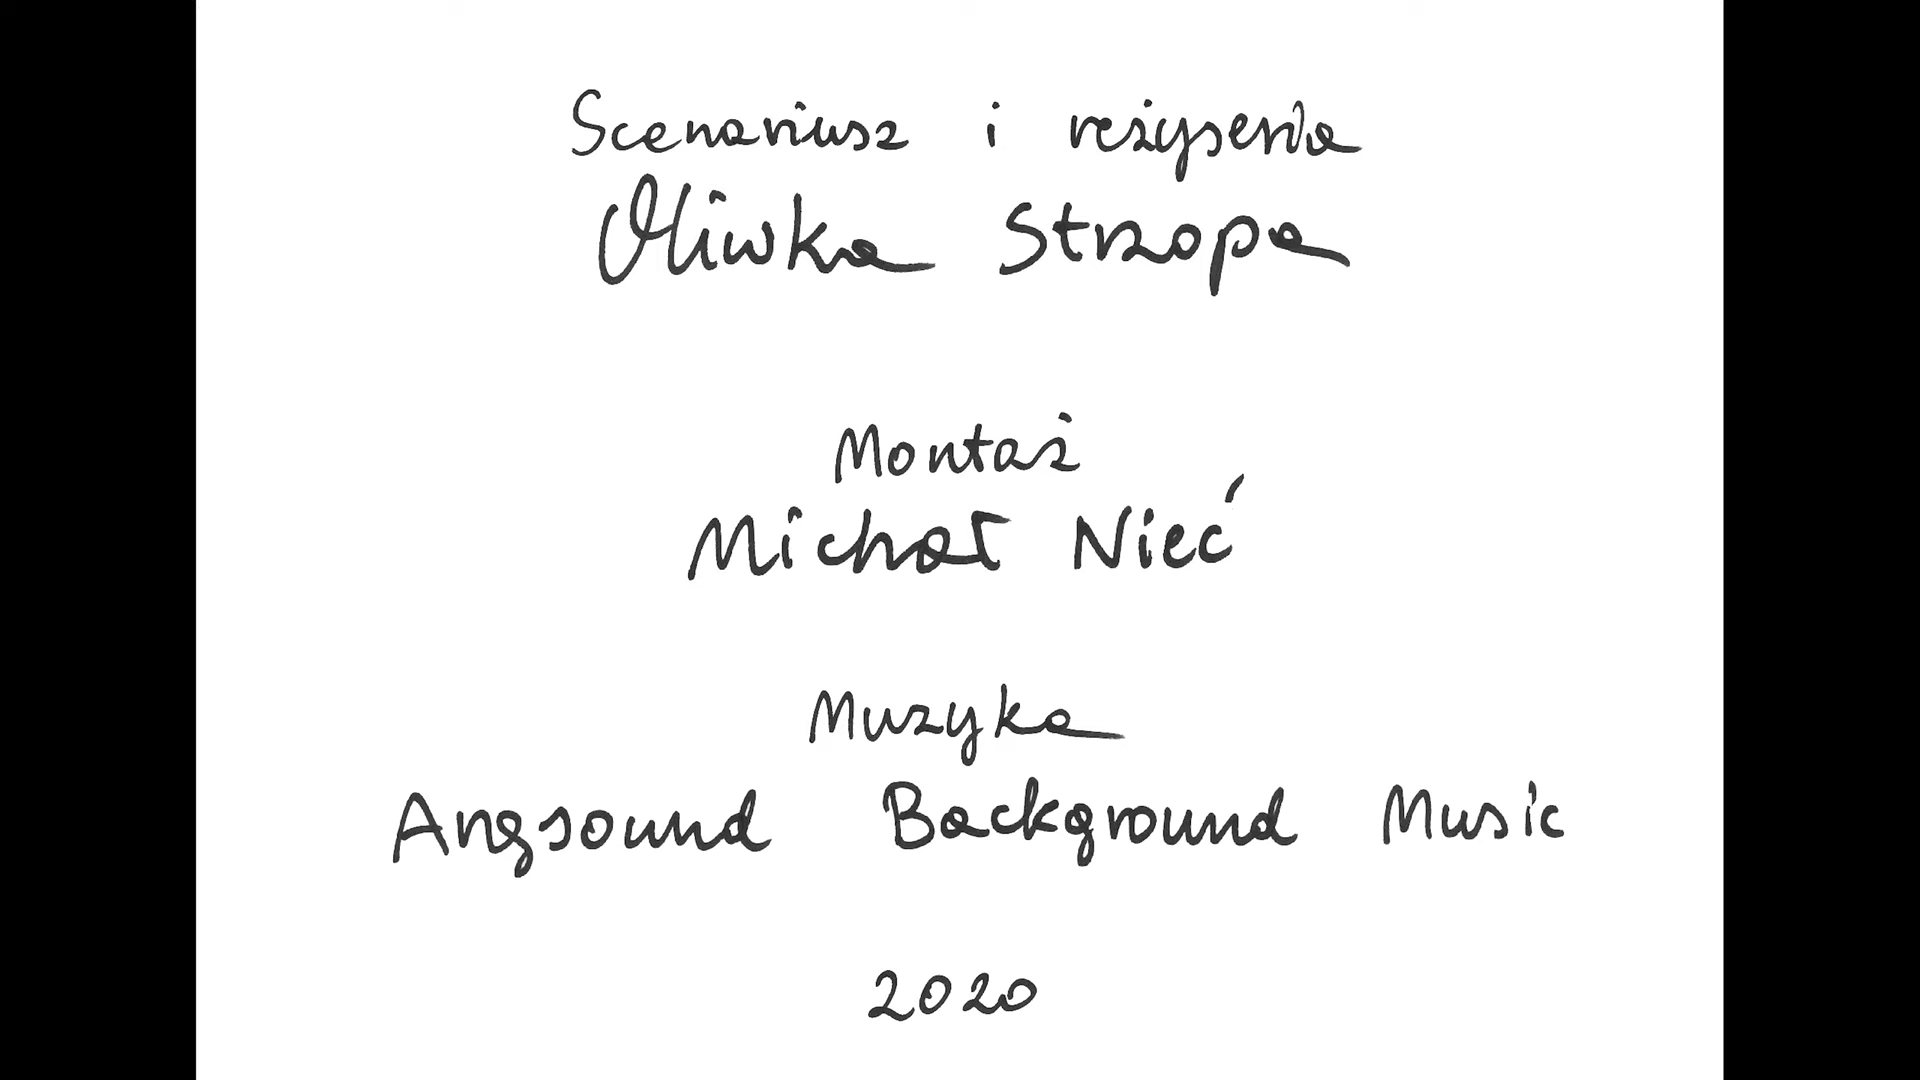 Scenariusz i reżyseria
Oliwka Strzopa
Montaż
Michał Nieć
Muzyka
Angsound Background Music
2020